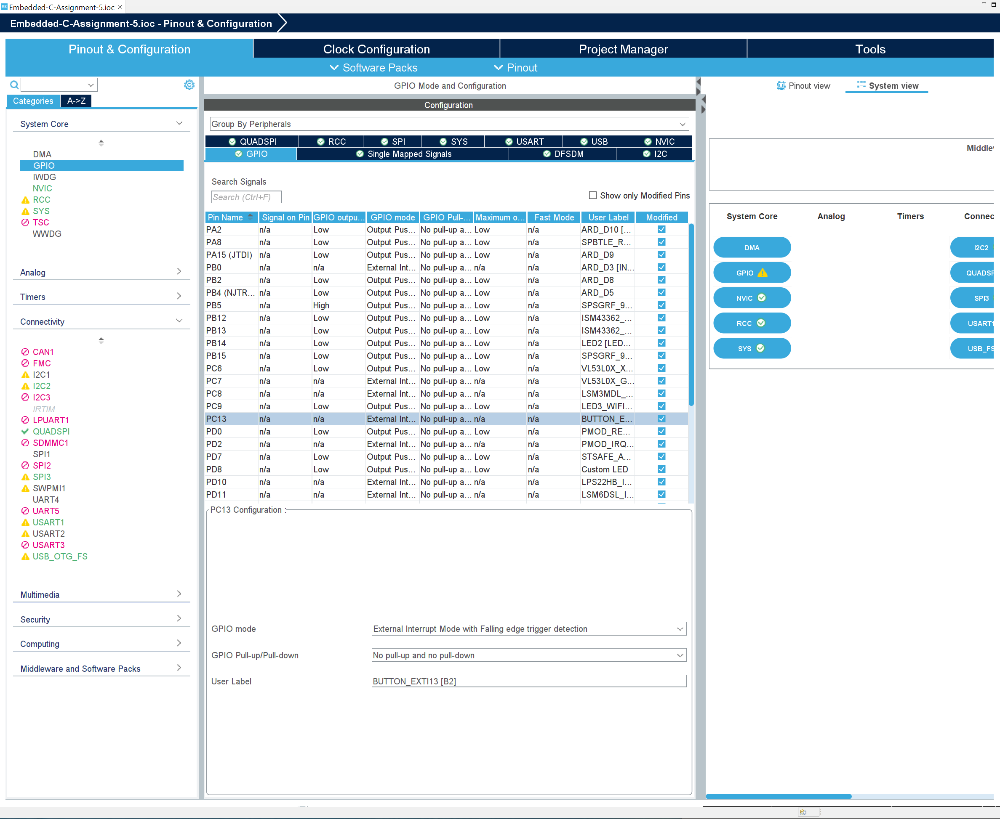 MX Embedded-C-Assignment-5.ioc
Embedded-C-Assignment-5.ioc - Pinout & Configuration
Pinout & Configuration
Clock Configuration
Project Manager
Tools
Software Packs
Pinout
Categories
A->Z
System Core
DMA
GPIO
IWDG
NVIC
RCC
SYS
TSC
WWDG
Analog
Timers
Connectivity
CAN1
FMC
I2C1
I2C2
I2C3
IRTIM
LPUART1
QUADSPI
SDMMC1
SPI1
SPI2
SPI3
SWPMI1
UART4
UART5
USART1
USART2
USART3
USB_OTG_FS
Multimedia
Security
Computing
Middleware and Software Packs
GPIO Mode and Configuration
Configuration
Group By Peripherals
QUADSPI RCC SPI SYS USART USB NVIC
GPIO Single Mapped Signals DFSDM I2C
Search Signals
Search (Ctrl+F)
Show only Modified Pins
Pin Name Signal on Pin GPIO outpu... GPIO mode GPIO Pull-... Maximum o... Fast Mode User Label Modified
PA2 n/a Low Output Pus... No pull-up a... Low n/a ARD_D10 [...
PA8 n/a Low Output Pus... No pull-up a... Low n/a SPBTLE_R...
PA15 (JTDI) n/a Low Output Pus... No pull-up a... Low n/a ARD_D9
PB0 n/a n/a External Int... No pull-up a... n/a n/a ARD_D3 [IN...
PB2 n/a Low Output Pus... No pull-up a... Low n/a ARD_D8
PB4 (NJTR... n/a Low Output Pus... No pull-up a... Low n/a ARD_D5
PB5 n/a High Output Pus... No pull-up a... Low n/a SPSGRF_9...
PB12 n/a Low Output Pus... No pull-up a... Low n/a ISM43362_...
PB13 n/a Low Output Pus... No pull-up a... Low n/a ISM43362_...
PB14 n/a Low Output Pus... No pull-up a... Low n/a LED2 [LED...
PB15 n/a Low Output Pus... No pull-up a... Low n/a SPSGRF_9...
PC6 n/a Low Output Pus... No pull-up a... Low n/a VL53L0X_X...
PC7 n/a n/a External Int... No pull-up a... n/a n/a VL53L0X_G...
PC8 n/a n/a External Int... No pull-up a... n/a n/a LSM3MDL_...
PC9 n/a Low Output Pus... No pull-up a... Low n/a LED3_WIFI...
PC13 n/a n/a External Int... No pull-up a... n/a n/a BUTTON_E...
PD0 n/a Low Output Pus... No pull-up a... Low n/a PMOD_RE...
PD2 n/a n/a External Int... No pull-up a... n/a n/a PMOD_IRQ...
PD7 n/a Low Output Pus... No pull-up a... Low n/a STSAFE_A...
PD8 n/a Low Output Pus... No pull-up a... Low n/a Custom LED
PD10 n/a n/a External Int... No pull-up a... n/a n/a LPS22HB_I...
PD11 n/a n/a External Int... No pull-up a... n/a n/a LSM6DSL_I...
PC13 Configuration :
GPIO mode External Interrupt Mode with Falling edge trigger detection
GPIO Pull-up/Pull-down No pull-up and no pull-down
User Label BUTTON_EXTI13 [B2]
Pinout view
System view
Middlew
System Core Analog Timers Connec
DMA I2C2
GPIO QUADSP
NVIC SPI3
RCC USART1
SYS USB_FS